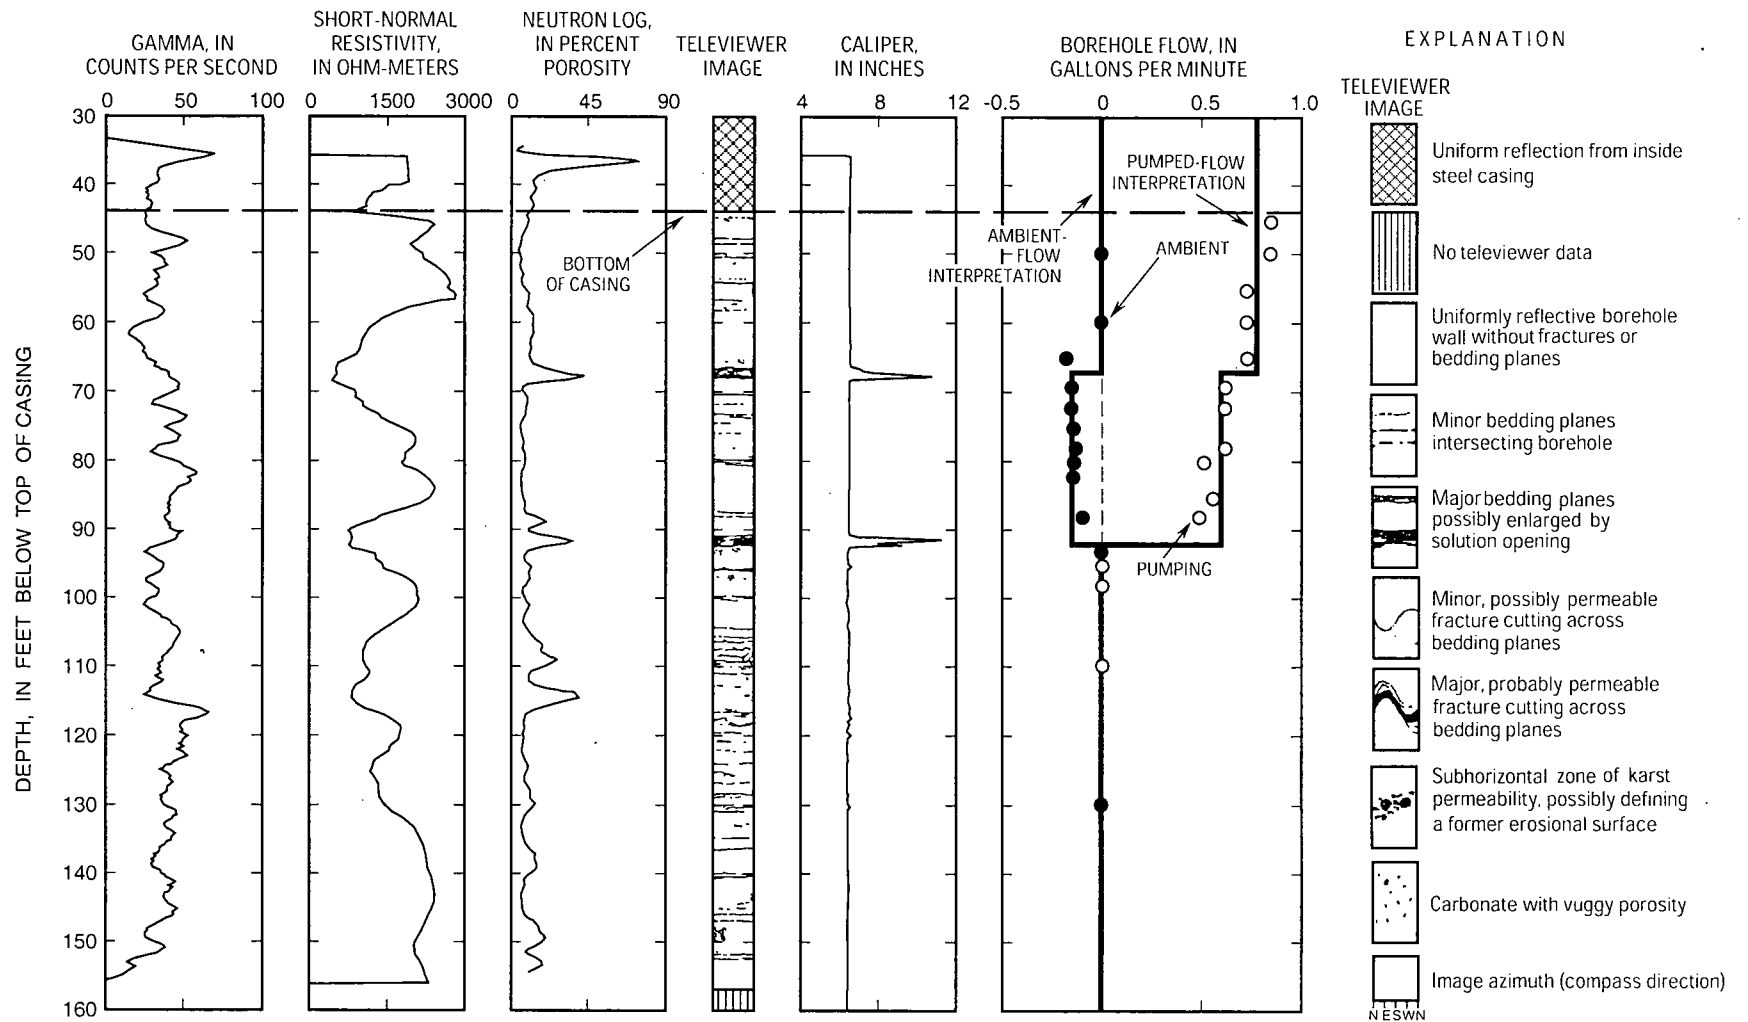 GAMMA, IN
COUNTS PER SECOND
SHORT-NORMAL
RESISTIVITY,
IN OHM-METERS
NEUTRON LOG,
IN PERCENT
POROSITY
TELEVIEWER
IMAGE
CALIPER,
IN INCHES
BOREHOLE FLOW, IN
GALLONS PER MINUTE
0 50 100
0 1500 3000
0 45 90
4 8 12
-0.5 0 0.5 1.0
DEPTH, IN FEET BELOW TOP OF CASING
30
40
50
60
70
80
90
100
110
120
130
140
150
160
BOTTOM
OF CASING
PUMPED-FLOW
INTERPRETATION
AMBIENT-
FLOW
INTERPRETATION
AMBIENT
PUMPING
EXPLANATION
TELEVIEWER
IMAGE
Uniform reflection from inside
steel casing
No televiewer data
Uniformly reflective borehole
wall without fractures or
bedding planes
Minor bedding planes
intersecting borehole
Major bedding planes
possibly enlarged by
solution opening
Minor, possibly permeable
fracture cutting across
bedding planes
Major, probably permeable
fracture cutting across
bedding planes
Subhorizontal zone of karst
permeability, possibly defining
a former erosional surface
Carbonate with vuggy porosity
Image azimuth (compass direction)
N E S W N